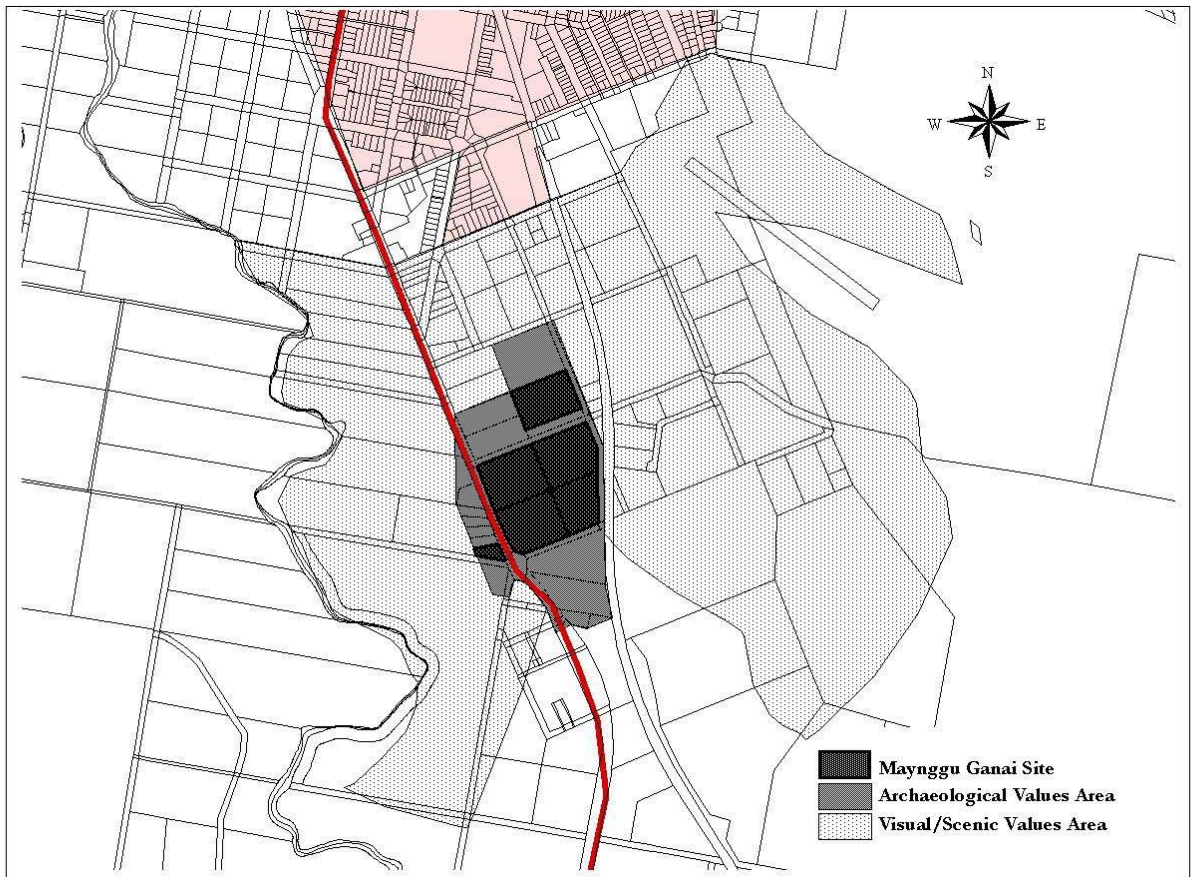 N
W E
S
Maynggu Ganai Site
Archaeological Values Area
Visual/Scenic Values Area